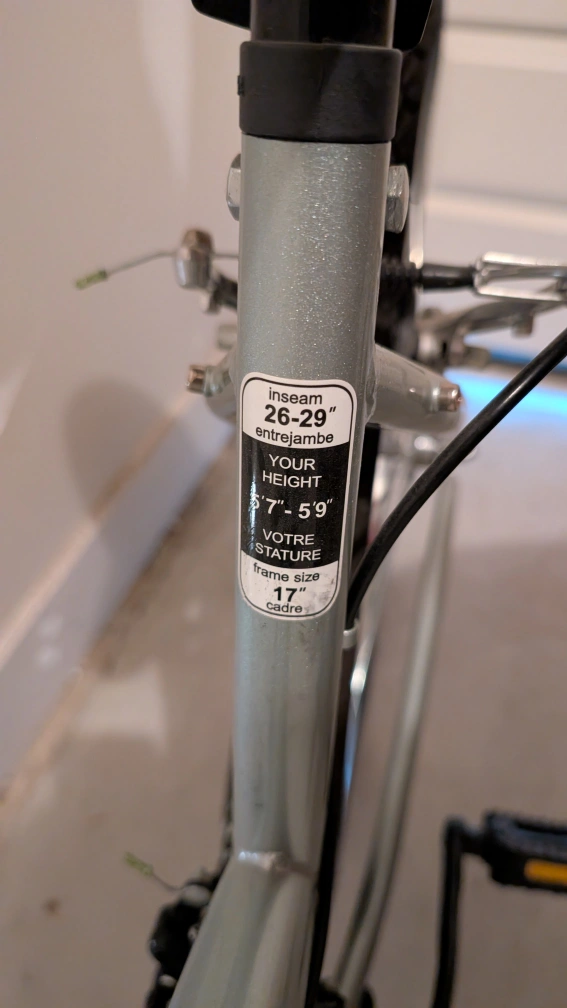 inseam
26-29"
entrejambe
YOUR
HEIGHT
5'7"- 5'9"
VOTRE
STATURE
frame size
17"
cadre